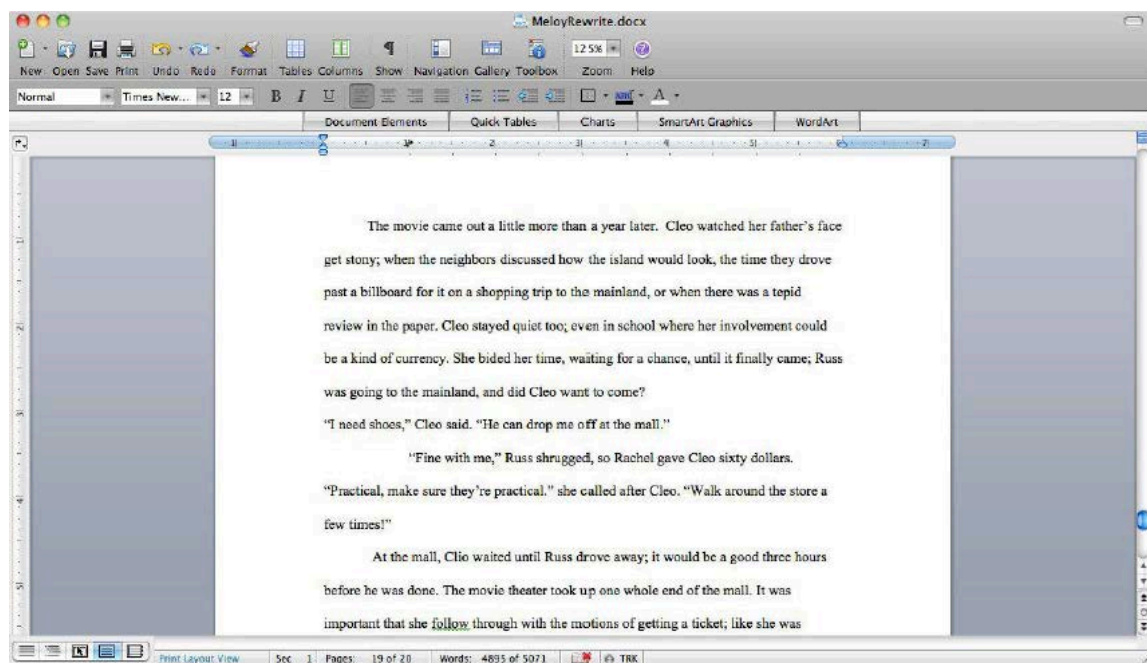 MeloyRewrite.docx
New Open Save Print Undo Redo Format Tables Columns Show Navigation Gallery Toolbox Zoom Help
125%
Normal Times New... 12 B I U A
Document Elements Quick Tables Charts SmartArt Graphics WordArt
The movie came out a little more than a year later. Cleo watched her father's face
get stony; when the neighbors discussed how the island would look, the time they drove
past a billboard for it on a shopping trip to the mainland, or when there was a tepid
review in the paper. Cleo stayed quiet too; even in school where her involvement could
be a kind of currency. She bided her time, waiting for a chance, until it finally came; Russ
was going to the mainland, and did Cleo want to come?
"I need shoes," Cleo said. "He can drop me off at the mall."
"Fine with me," Russ shrugged, so Rachel gave Cleo sixty dollars.
"Practical, make sure they're practical." she called after Cleo. "Walk around the store a
few times!"
At the mall, Clio waited until Russ drove away; it would be a good three hours
before he was done. The movie theater took up one whole end of the mall. It was
important that she follow through with the motions of getting a ticket; like she was
Print Layout View Sec 1 Pages: 19 of 20 Words: 4895 of 5071 TRK